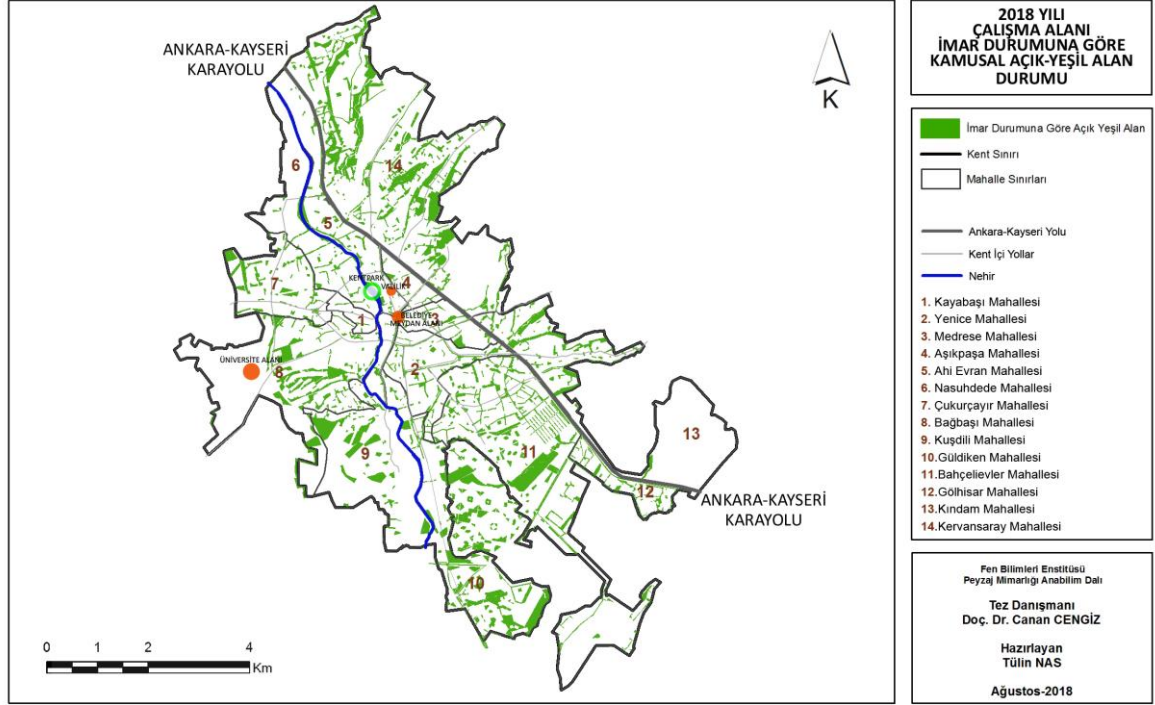 ANKARA-KAYSERİ
KARAYOLU
K
6
14
5
7
KENTPARK
VALİLİK
4
1
BELEDİYE
MEYDAN ALANI
3
ÜNİVERSİTE ALANI
8
2
9
11
13
12
ANKARA-KAYSERİ
KARAYOLU
10
0 1 2 4
Km
2018 YILI
ÇALIŞMA ALANI
İMAR DURUMUNA GÖRE
KAMUSAL AÇIK-YEŞİL ALAN
DURUMU
İmar Durumuna Göre Açık Yeşil Alan
Kent Sınırı
Mahalle Sınırları
Ankara-Kayseri Yolu
Kent İçi Yollar
Nehir
1. Kayabaşı Mahallesi
2. Yenice Mahallesi
3. Medrese Mahallesi
4. Aşıkpaşa Mahallesi
5. Ahi Evran Mahallesi
6. Nasuhdede Mahallesi
7. Çukurçayır Mahallesi
8. Bağbaşı Mahallesi
9. Kuşdili Mahallesi
10.Güldiken Mahallesi
11.Bahçelievler Mahallesi
12.Gölhisar Mahallesi
13.Kındam Mahallesi
14.Kervansaray Mahallesi
Fen Bilimleri Enstitüsü
Peyzaj Mimarlığı Anabilim Dalı
Tez Danışmanı
Doç. Dr. Canan CENGİZ
Hazırlayan
Tülin NAS
Ağustos-2018